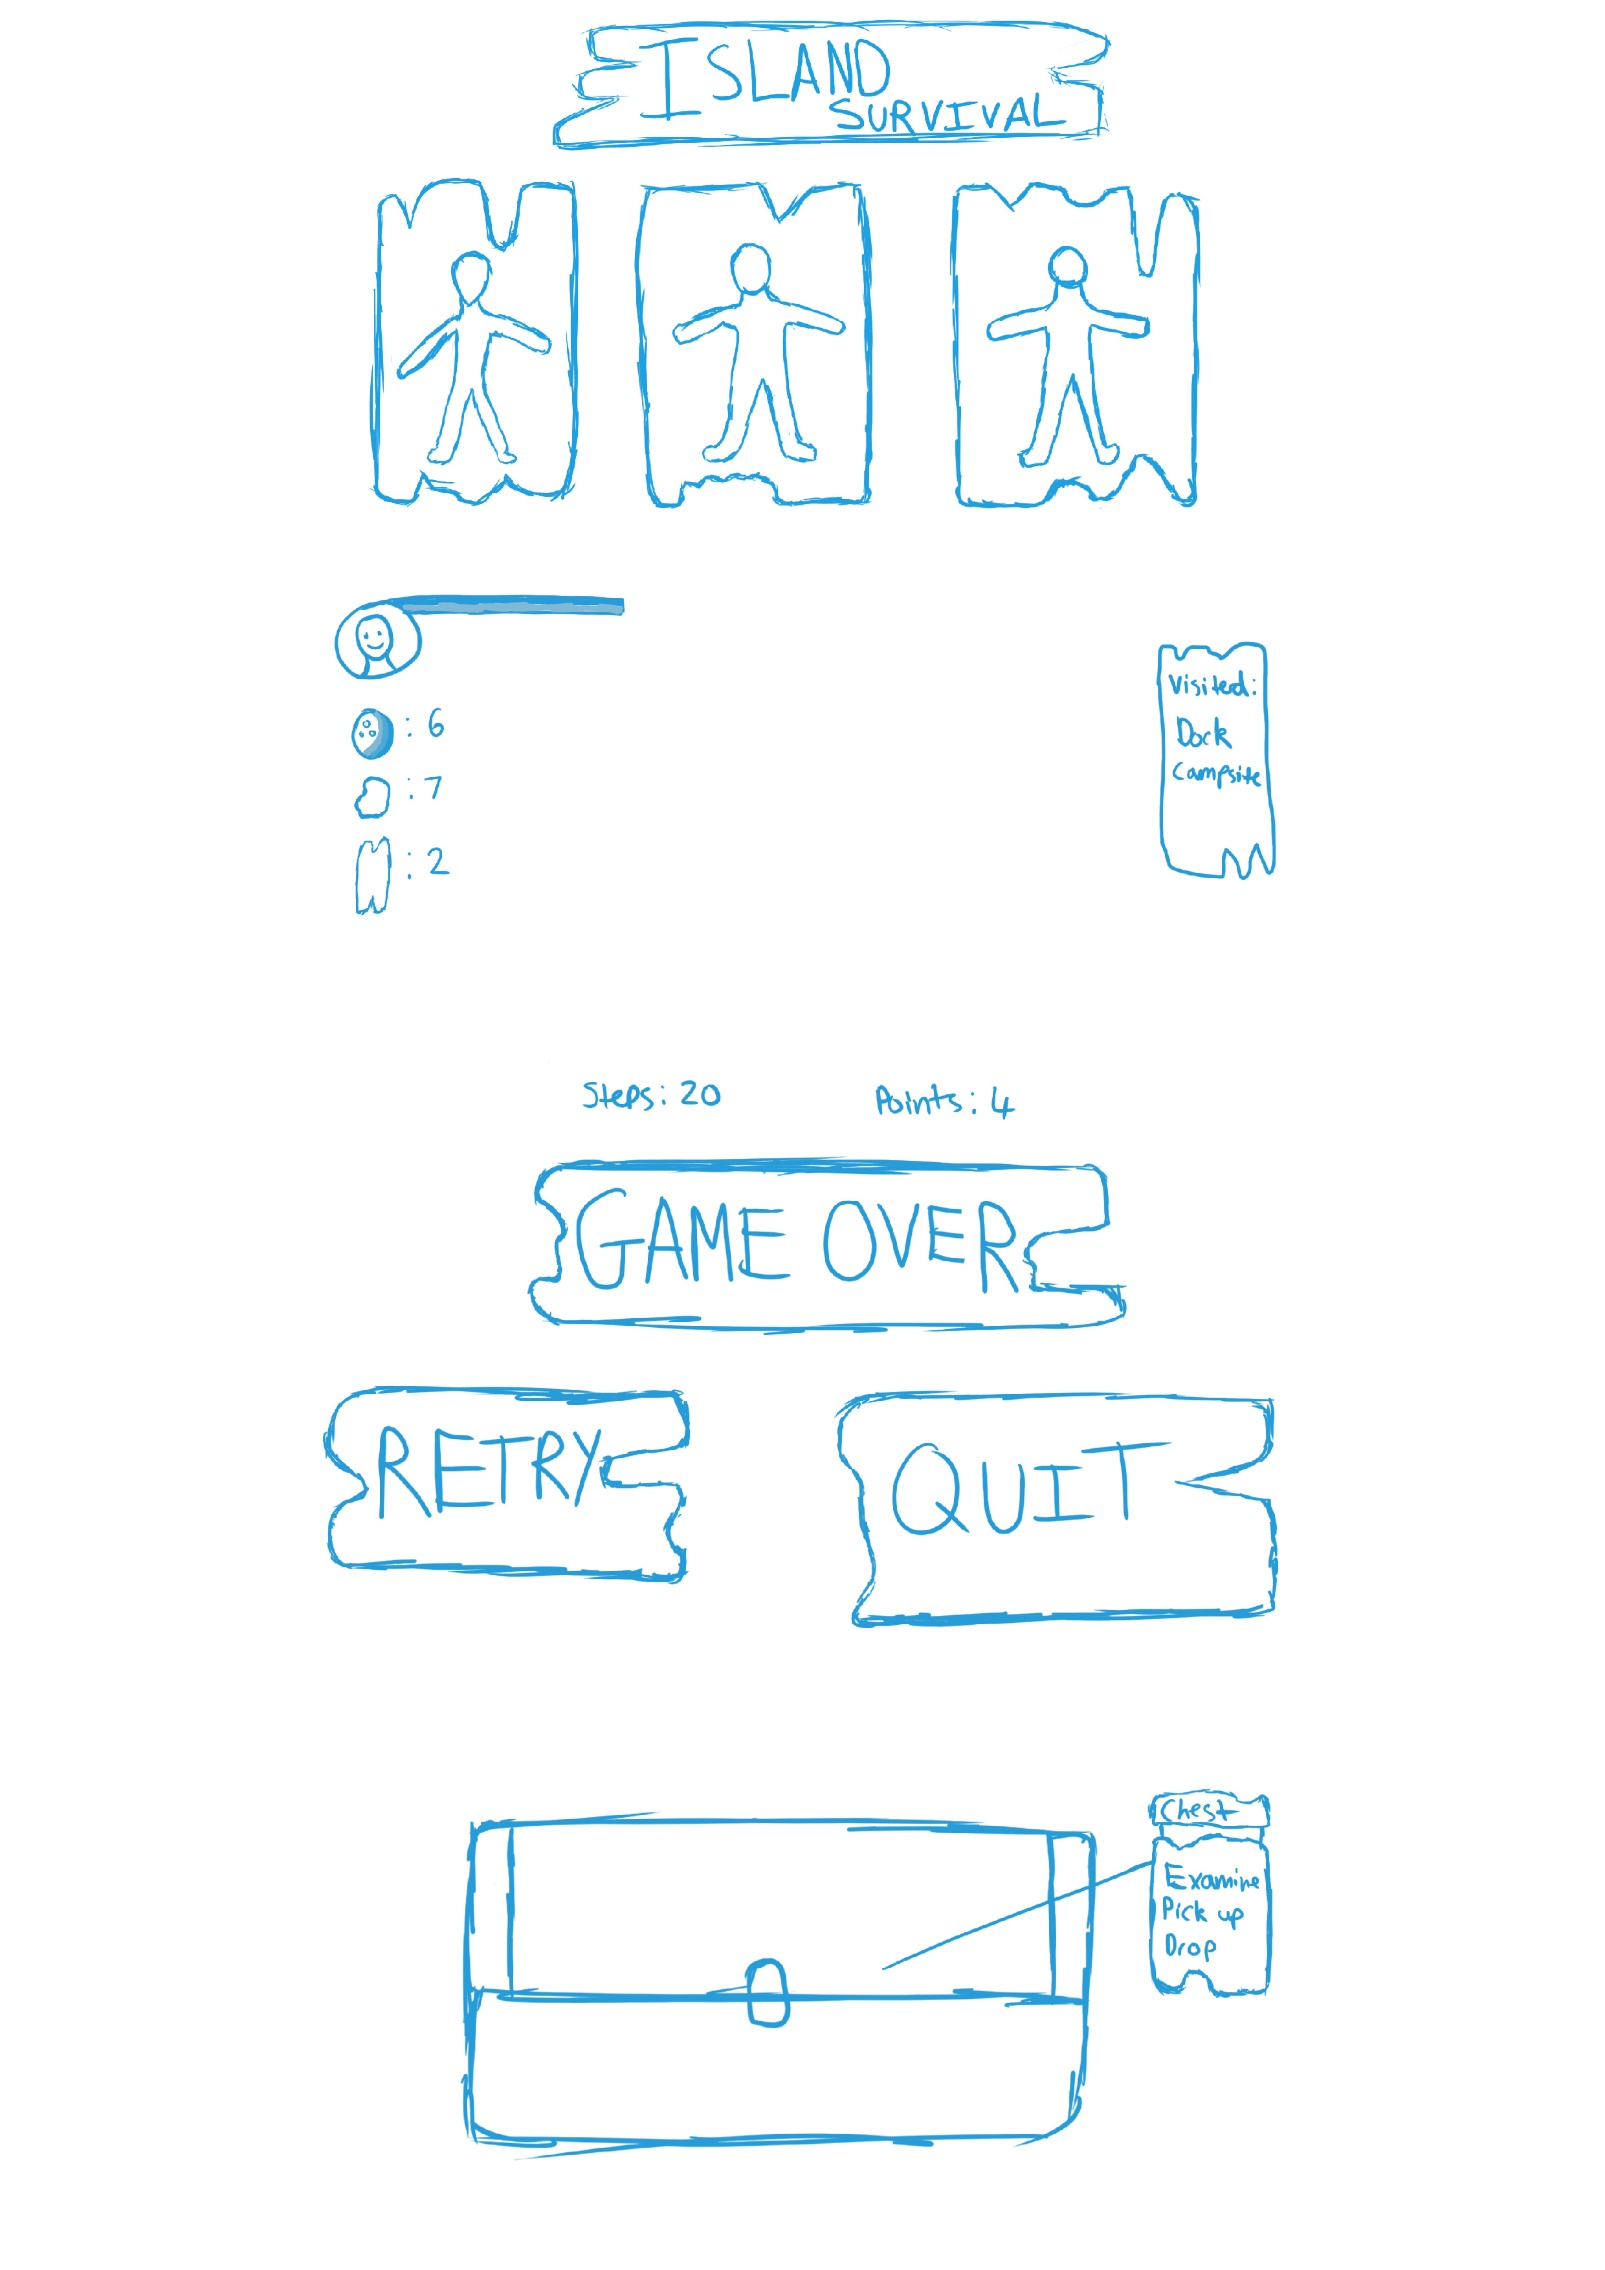 ISLAND
SURVIVAL
: 6
: 7
: 2
Visited:
Dock
Campsite
Steps: 20
Points: 4
GAME OVER
RETRY
QUIT
Chest
Examine
Pick up
Drop